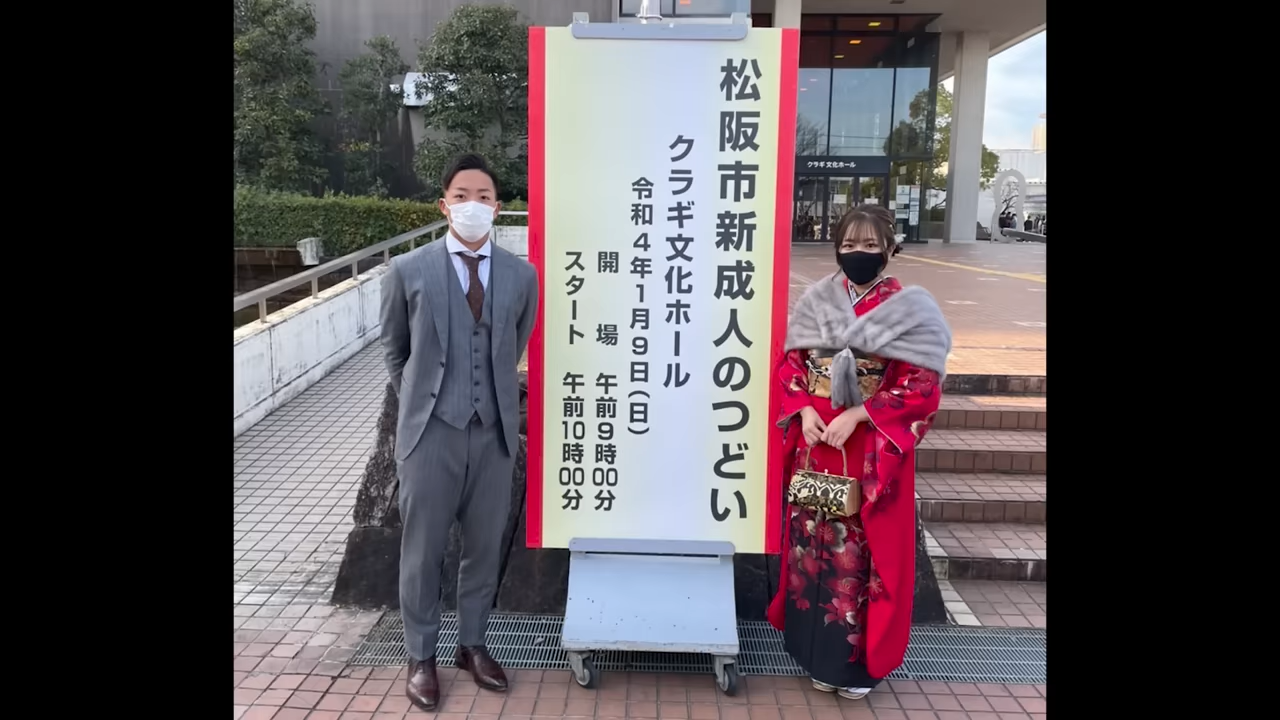 松阪市新成人のつどい
クラギ文化ホール
令和4年1月9日(日)
開場 午前9時00分
スタート 午前10時00分
クラギ文化ホール